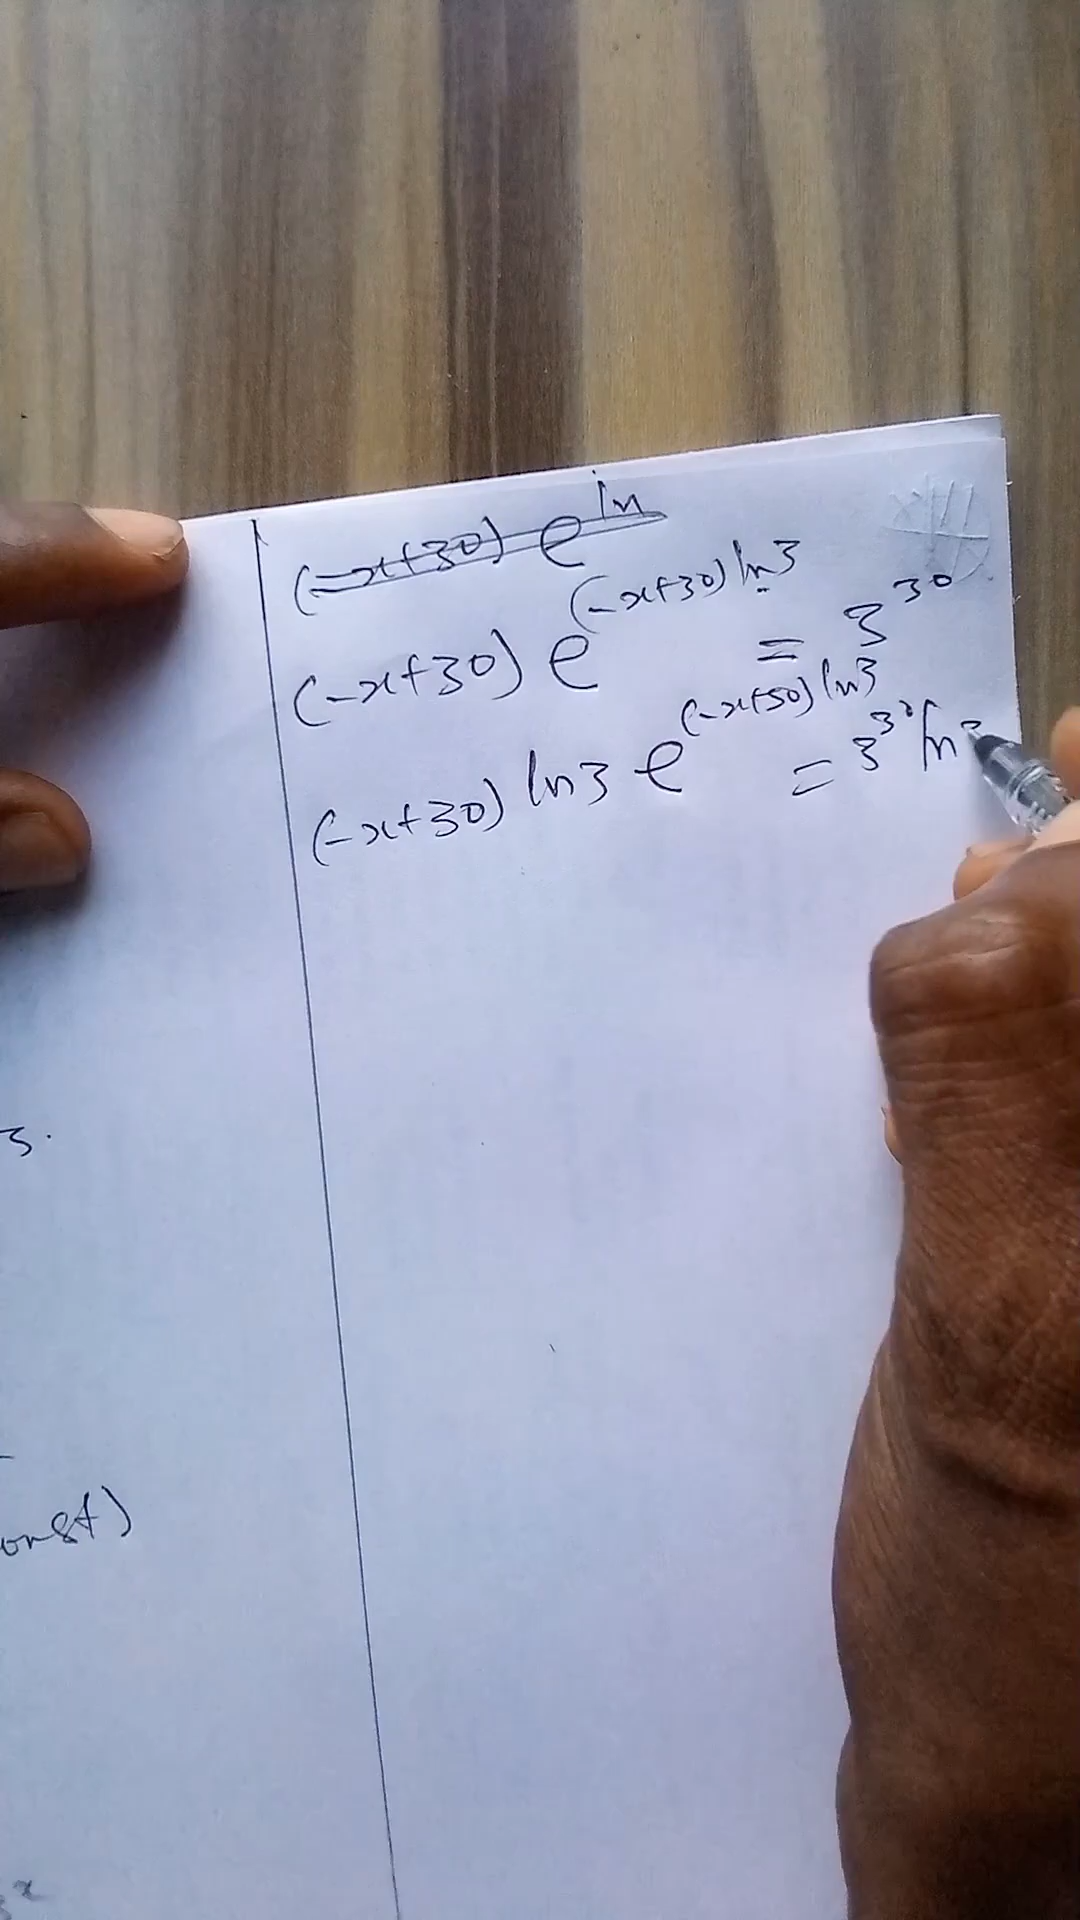 3.
onst)
x
(-x+30) e^ln
(-x+30) e^(-x+30) ln3 = 3^30
(-x+30) ln3 e^(-x+30) ln3 = 3^30 ln3